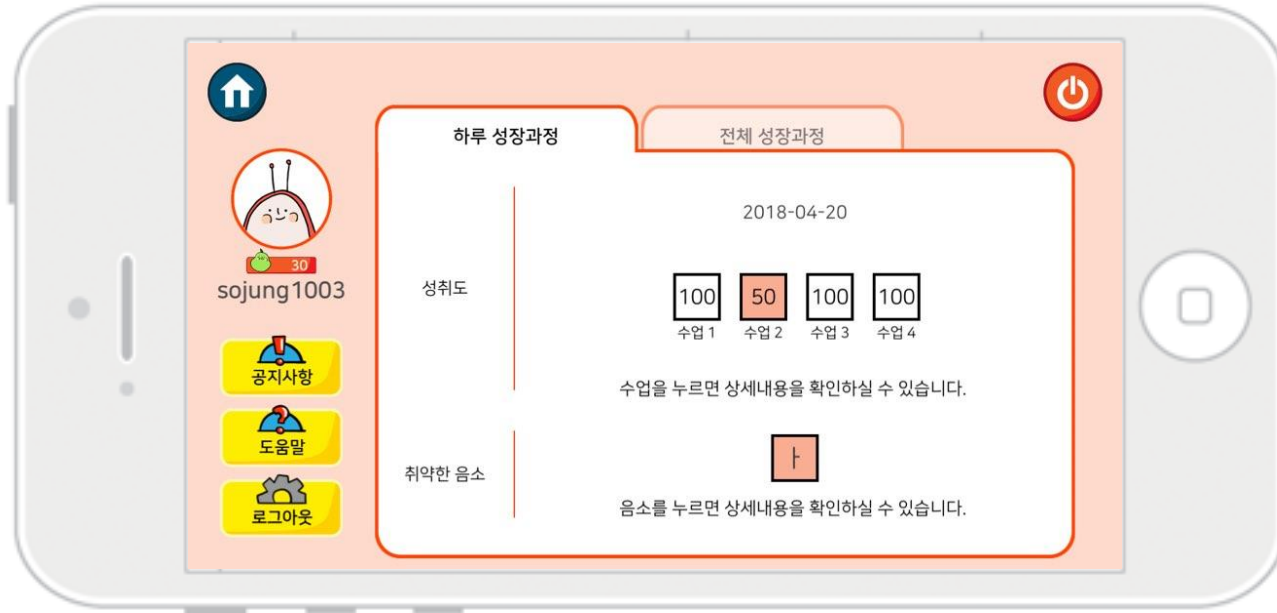 하루 성장과정
전체 성장과정
30
sojung1003
공지사항
도움말
로그아웃
성취도
2018-04-20
100 50 100 100
수업 1 수업 2 수업 3 수업 4
수업을 누르면 상세내용을 확인하실 수 있습니다.
취약한 음소
ㅏ
음소를 누르면 상세내용을 확인하실 수 있습니다.